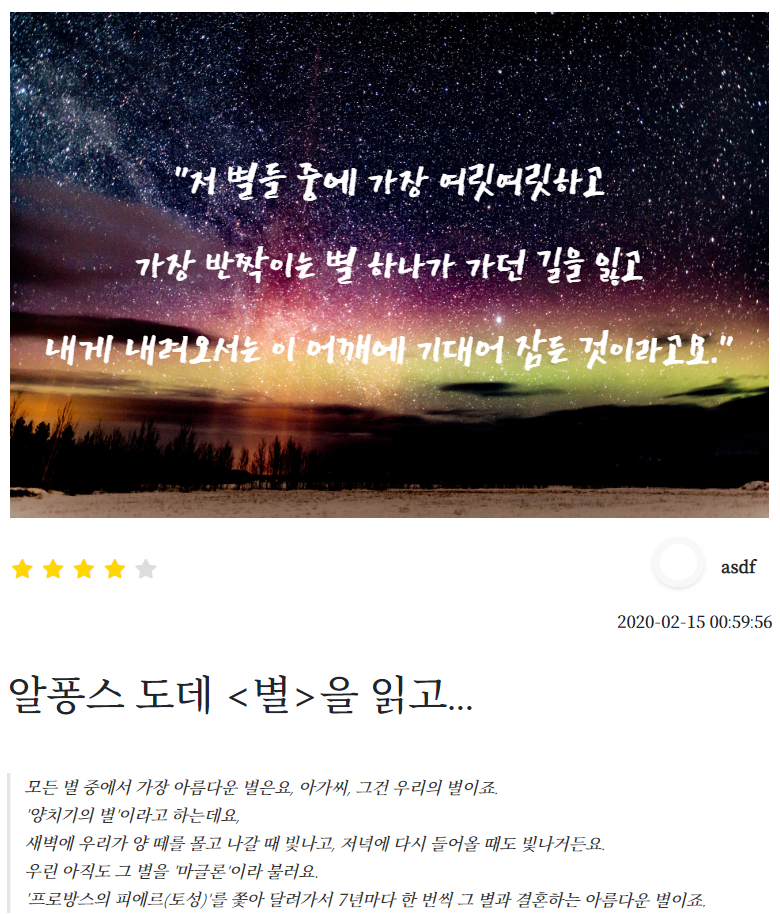 "저 별들 중에 가장 여릿여릿하고
가장 반짝이는 별 하나가 가던 길을 잃고
내게 내려오셔는 이 어깨에 기대어 잠든 것이라고요."
asdf
2020-02-15 00:59:56
알퐁스 도데 <별>을 읽고...
모든 별 중에서 가장 아름다운 별은요, 아가씨, 그건 우리의 별이죠.
'양치기의 별'이라고 하는데요,
새벽에 우리가 양 떼를 몰고 나갈 때 빛나고, 저녁에 다시 들어올 때도 빛나거든요.
우린 아직도 그 별을 '마글론'이라 불러요.
'프로방스의 피에르(토성)'를 쫓아 달려가서 7년마다 한 번씩 그 별과 결혼하는 아름다운 별이죠.